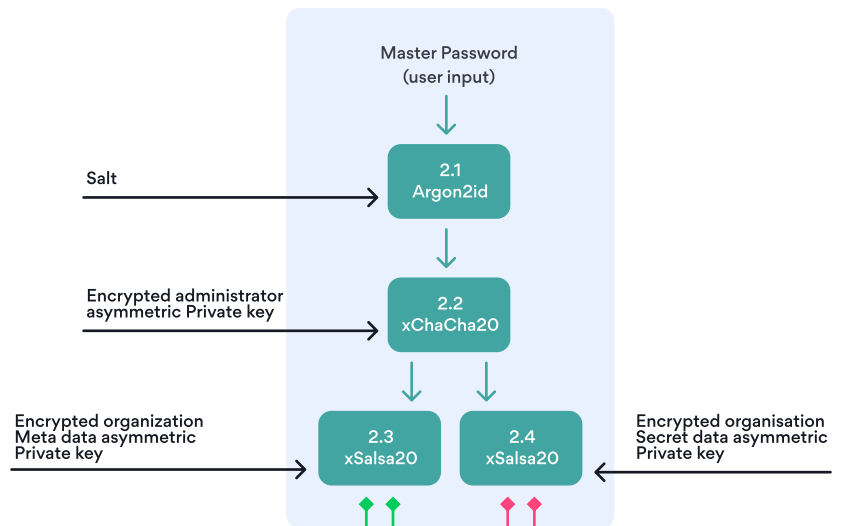 Master Password
(user input)
2.1
Argon2id
Salt
2.2
xChaCha20
Encrypted administrator
asymmetric Private key
2.3
xSalsa20
2.4
xSalsa20
Encrypted organization
Meta data asymmetric
Private key
Encrypted organisation
Secret data asymmetric
Private key